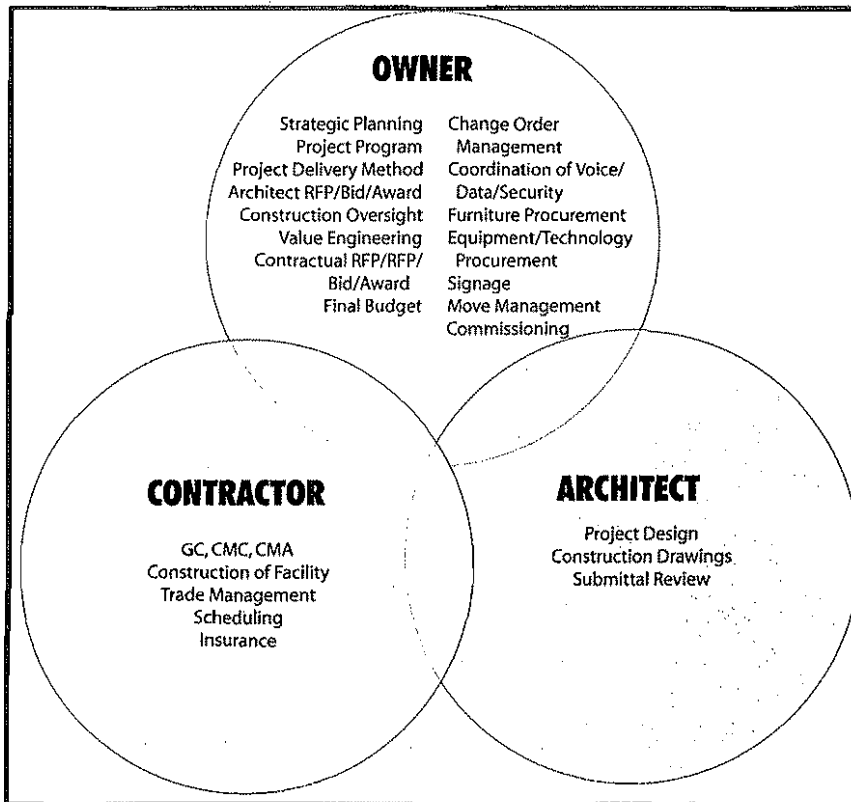 OWNER
Strategic Planning
Project Program
Project Delivery Method
Architect RFP/Bid/Award
Construction Oversight
Value Engineering
Contractual RFP/RFP/
Bid/Award
Final Budget
Change Order
Management
Coordination of Voice/
Data/Security
Furniture Procurement
Equipment/Technology
Procurement
Signage
Move Management
Commissioning
CONTRACTOR
GC, CMC, CMA
Construction of Facility
Trade Management
Scheduling
Insurance
ARCHITECT
Project Design
Construction Drawings
Submittal Review